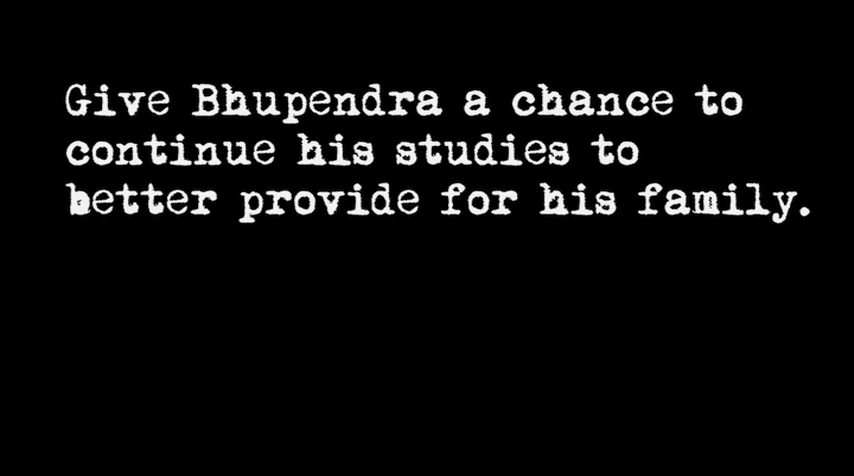 Give Bhupendra a chance to
continue his studies to
better provide for his family.